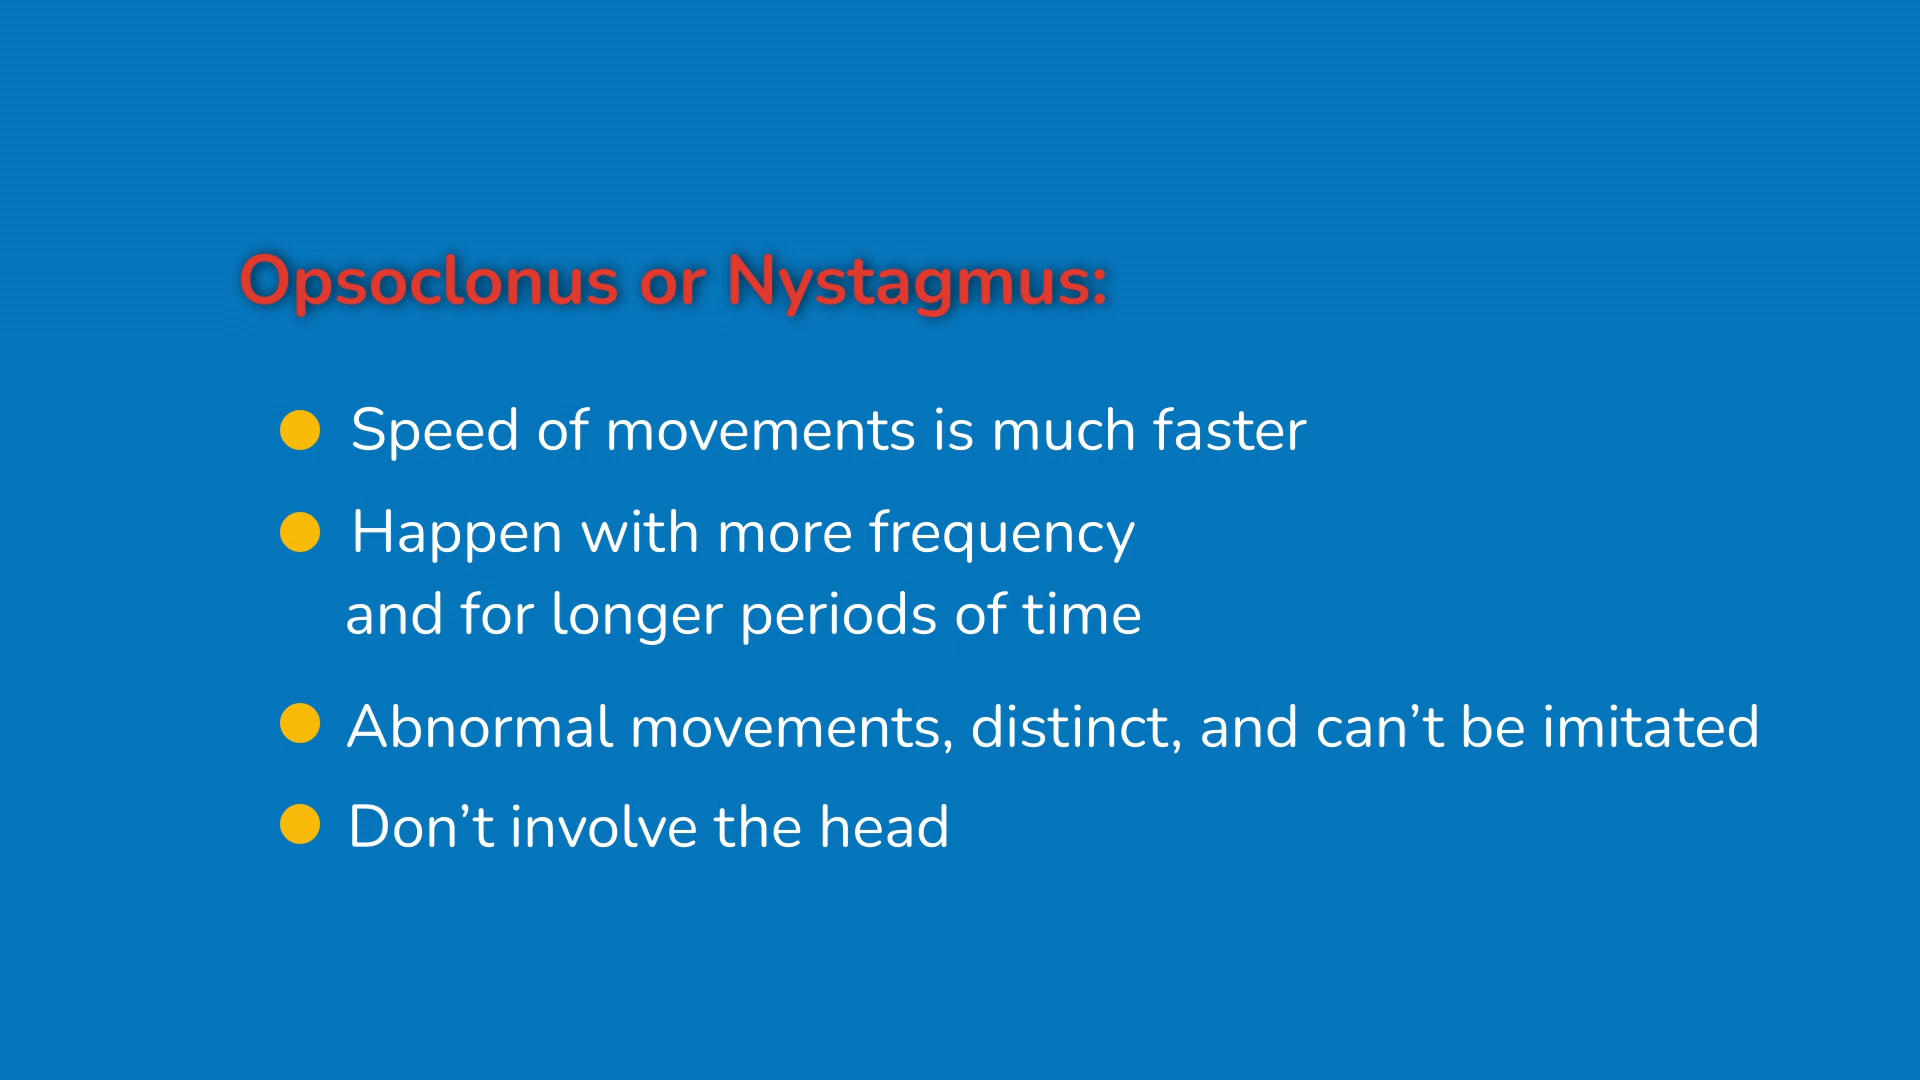 Opsoclonus or Nystagmus:
Speed of movements is much faster
Happen with more frequency
and for longer periods of time
Abnormal movements, distinct, and can’t be imitated
Don’t involve the head